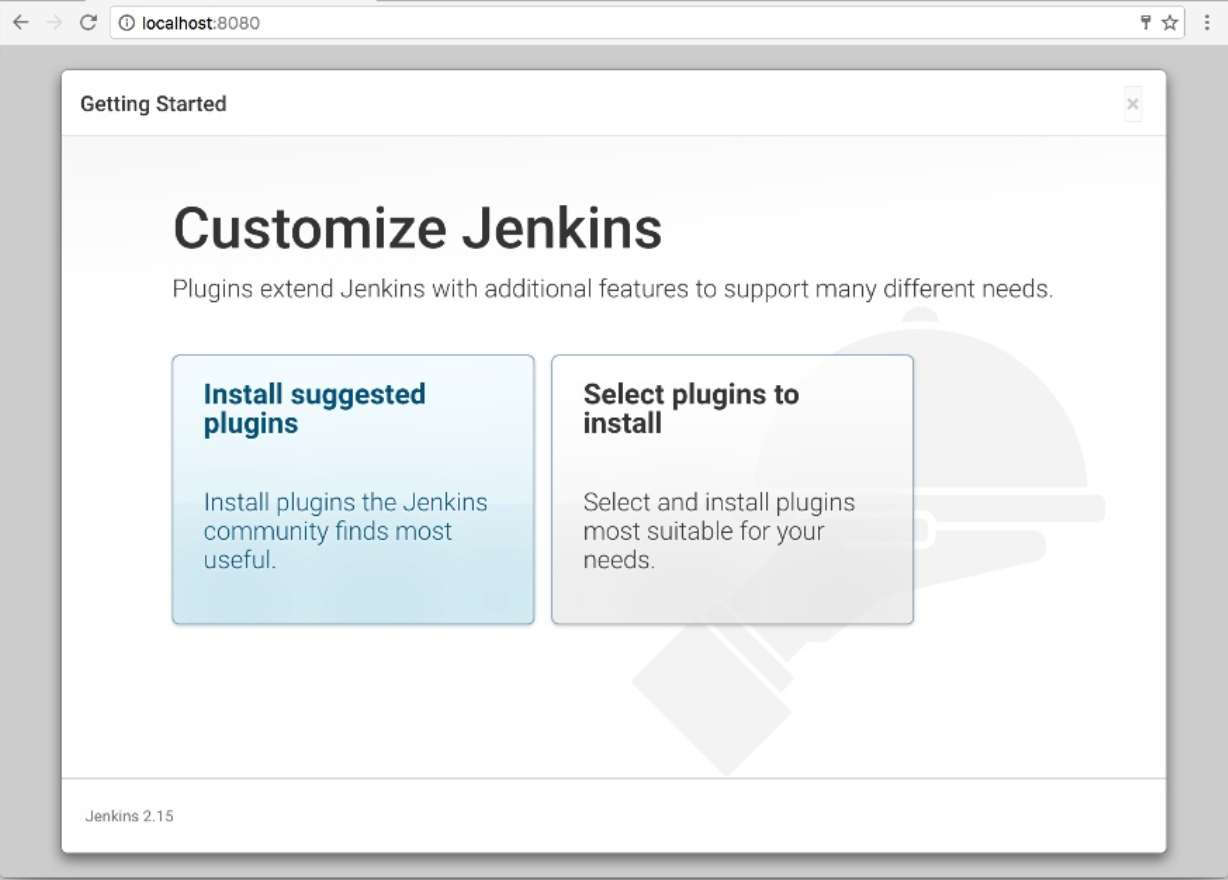 localhost:8080
Getting Started
×
Customize Jenkins
Plugins extend Jenkins with additional features to support many different needs.
Install suggested
plugins
Install plugins the Jenkins
community finds most
useful.
Select plugins to
install
Select and install plugins
most suitable for your
needs.
Jenkins 2.15